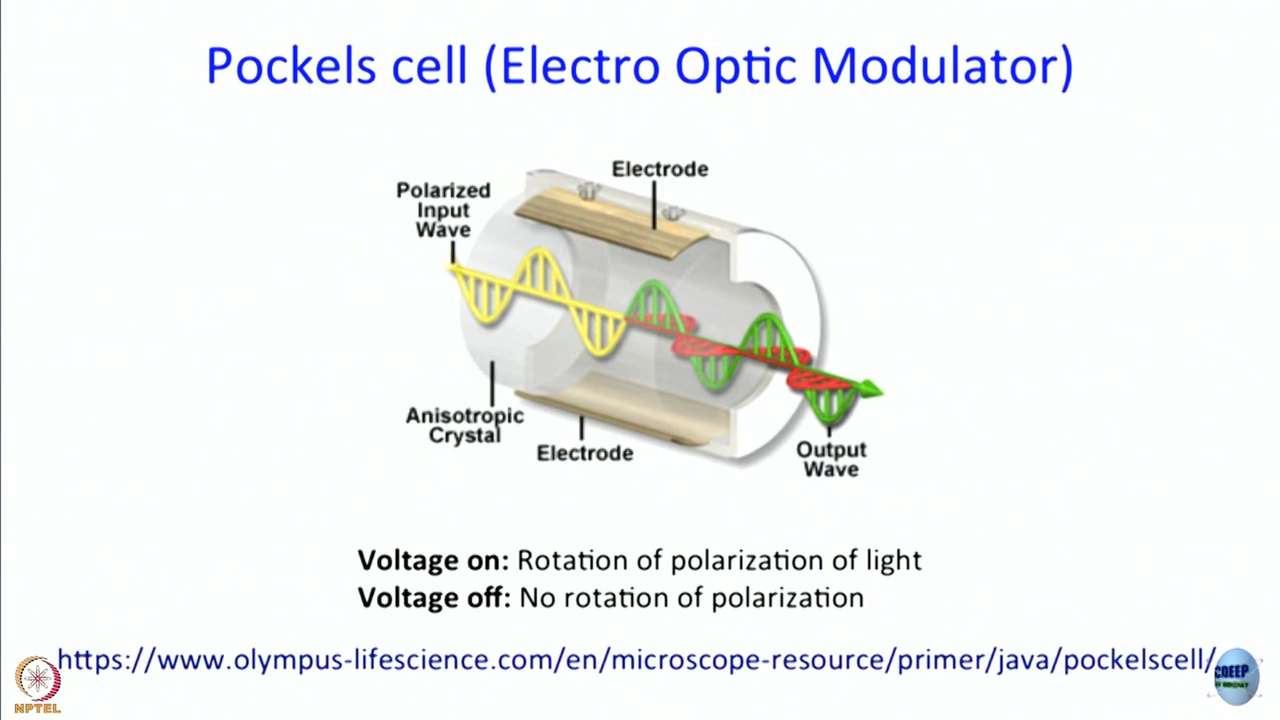 Pockels cell (Electro Optic Modulator)
Electrode
Polarized
Input
Wave
Anisotropic
Crystal
Electrode
Output
Wave
Voltage on: Rotation of polarization of light
Voltage off: No rotation of polarization
https://www.olympus-lifescience.com/en/microscope-resource/primer/java/pockelscell/
NPTEL
CDEEP